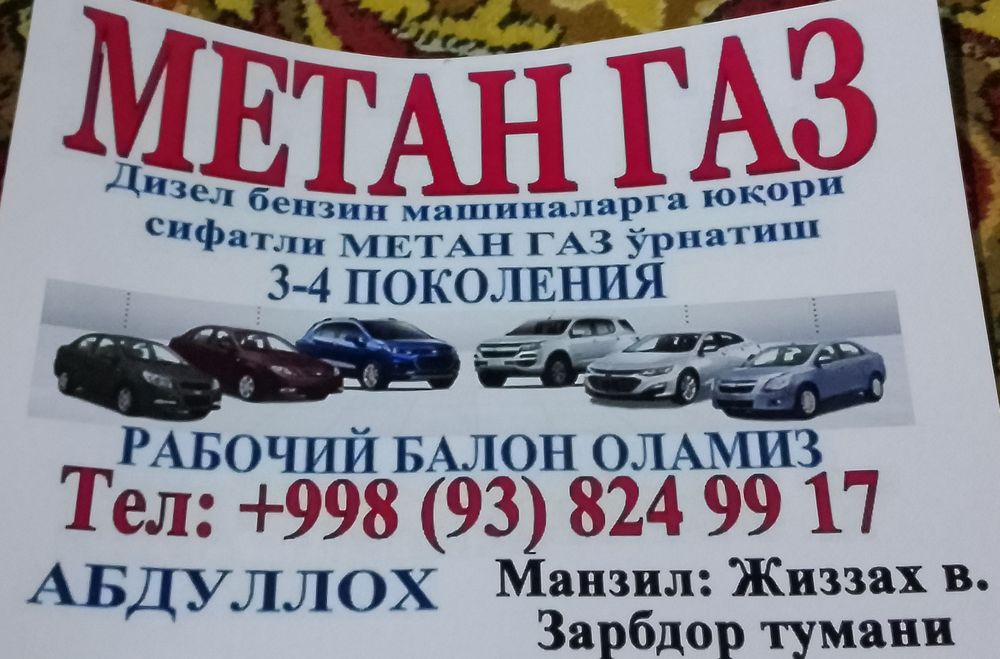 МЕТАН ГАЗ
Дизел бензин машиналарга юқори
сифатли МЕТАН ГАЗ ўрнатиш
3-4 ПОКОЛЕНИЯ
РАБОЧИЙ БАЛОН ОЛАМИЗ
Тел: +998 (93) 824 99 17
АБДУЛЛОХ
Манзил: Жиззах в.
Зарбдор тумани